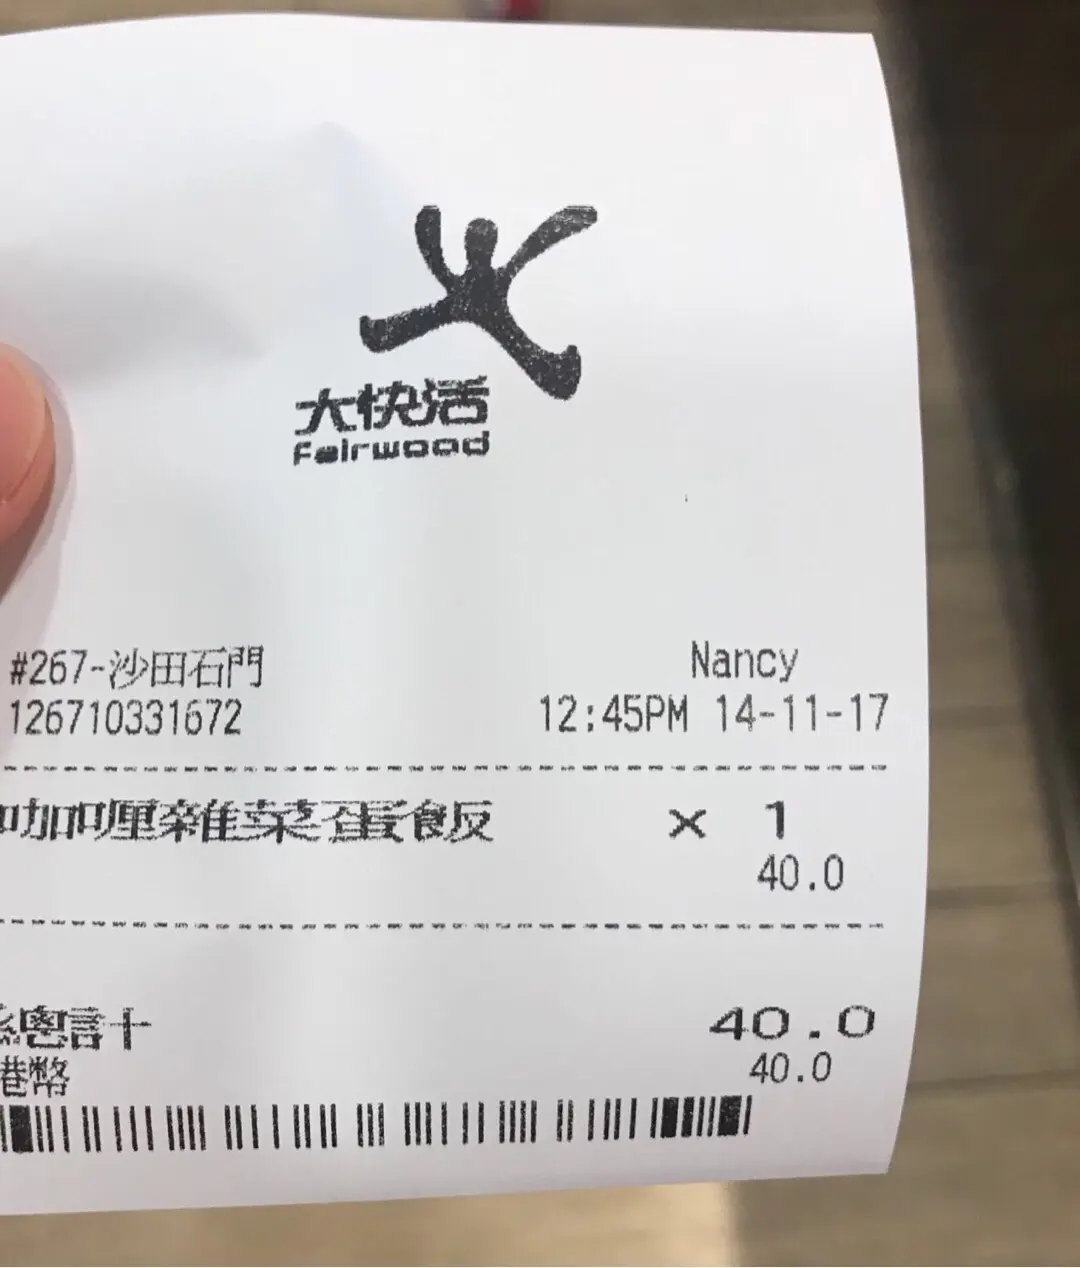 大快活
Fairwood
#267-沙田石門 Nancy
126710331672 12:45PM 14-11-17
咖喱雜菜蛋飯 × 1
40.0
總計 40.0
港幣 40.0